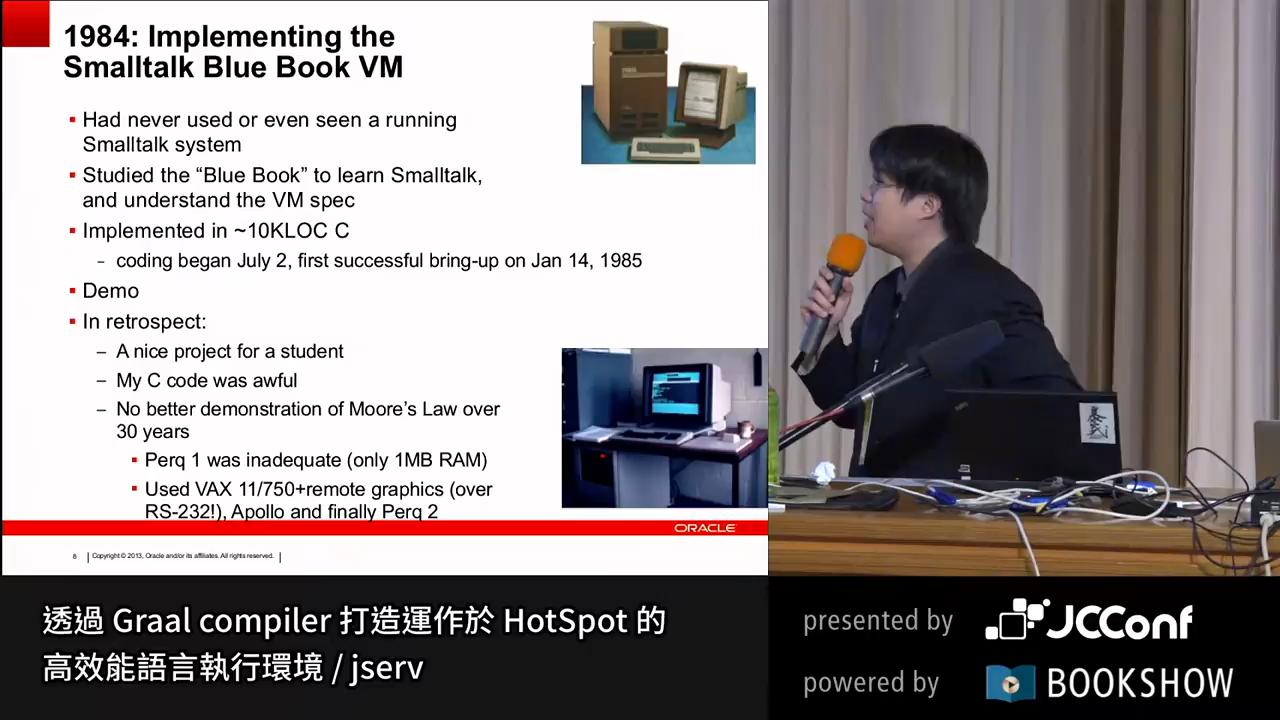 1984: Implementing the
Smalltalk Blue Book VM
Had never used or even seen a running
Smalltalk system
Studied the “Blue Book” to learn Smalltalk,
and understand the VM spec
Implemented in ~10KLOC C
– coding began July 2, first successful bring-up on Jan 14, 1985
Demo
In retrospect:
– A nice project for a student
– My C code was awful
– No better demonstration of Moore’s Law over
30 years
Perq 1 was inadequate (only 1MB RAM)
Used VAX 11/750+remote graphics (over
RS-232!), Apollo and finally Perq 2
ORACLE
8 | Copyright © 2013, Oracle and/or its affiliates. All rights reserved. |
透過 Graal compiler 打造運作於 HotSpot 的
高效能語言執行環境 / jserv
presented by JCConf
powered by BOOKSHOW